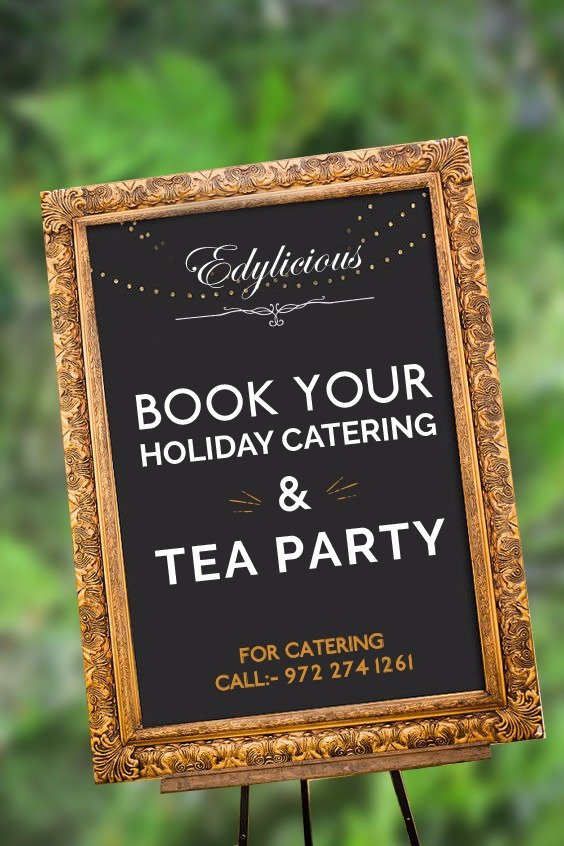 Edylicious
BOOK YOUR
HOLIDAY CATERING
&
TEA PARTY
FOR CATERING
CALL:- 972 274 1261